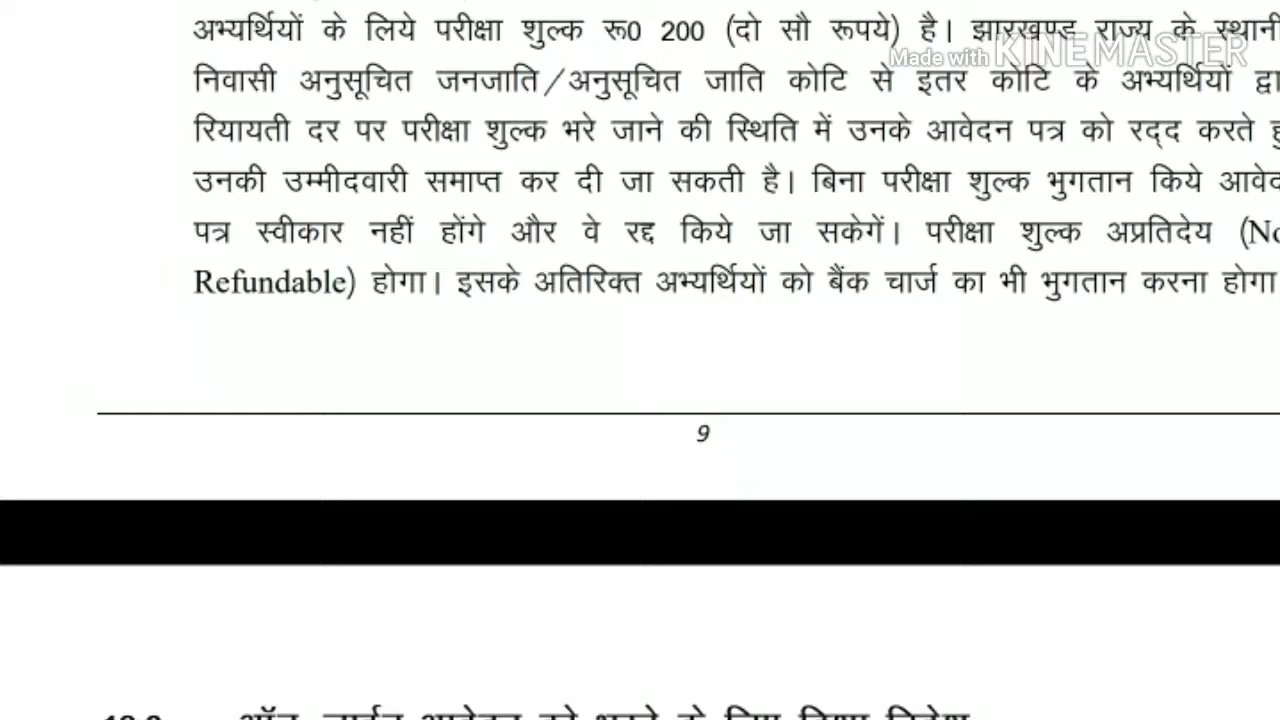 अभ्यर्थियों के लिये परीक्षा शुल्क रू0 200 (दो सौ रूपये) है। झारखण्ड राज्य के
Made with KINEMASTER
निवासी अनुसूचित जनजाति/अनुसूचित जाति कोटि से इतर कोटि के अभ्यर्थियों
रियायती दर पर परीक्षा शुल्क भरे जाने की स्थिति में उनके आवेदन पत्र को रद्द करते
उनकी उम्मीदवारी समाप्त कर दी जा सकती है। बिना परीक्षा शुल्क भुगतान किये
पत्र स्वीकार नहीं होंगे और वे रद्द किये जा सकेगें। परीक्षा शुल्क अप्रतिदेय
Refundable) होगा। इसके अतिरिक्त अभ्यर्थियों को बैंक चार्ज का भी भुगतान करना होगा
9